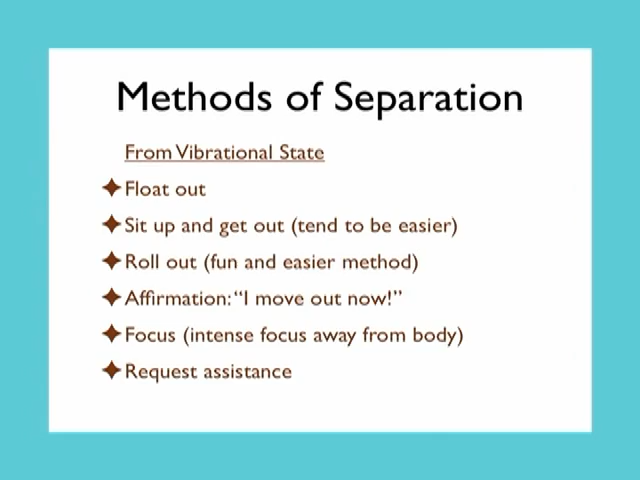 Methods of Separation
From Vibrational State
Float out
Sit up and get out (tend to be easier)
Roll out (fun and easier method)
Affirmation: “I move out now!”
Focus (intense focus away from body)
Request assistance